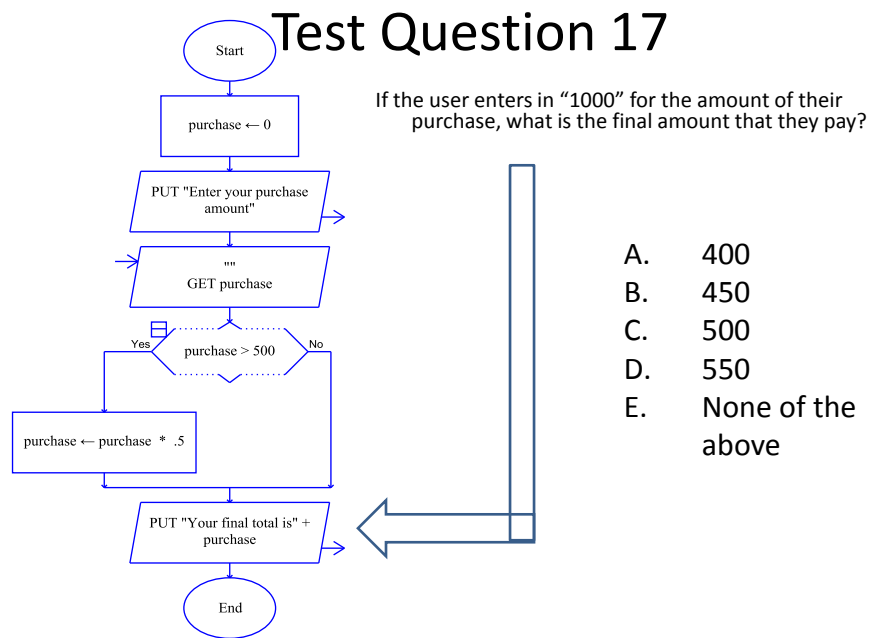 Test Question 17
Start
purchase ← 0
PUT "Enter your purchase
amount"
""
GET purchase
Yes
purchase > 500
No
purchase ← purchase * .5
PUT "Your final total is" +
purchase
End
If the user enters in “1000” for the amount of their
purchase, what is the final amount that they pay?
A. 400
B. 450
C. 500
D. 550
E. None of the
above